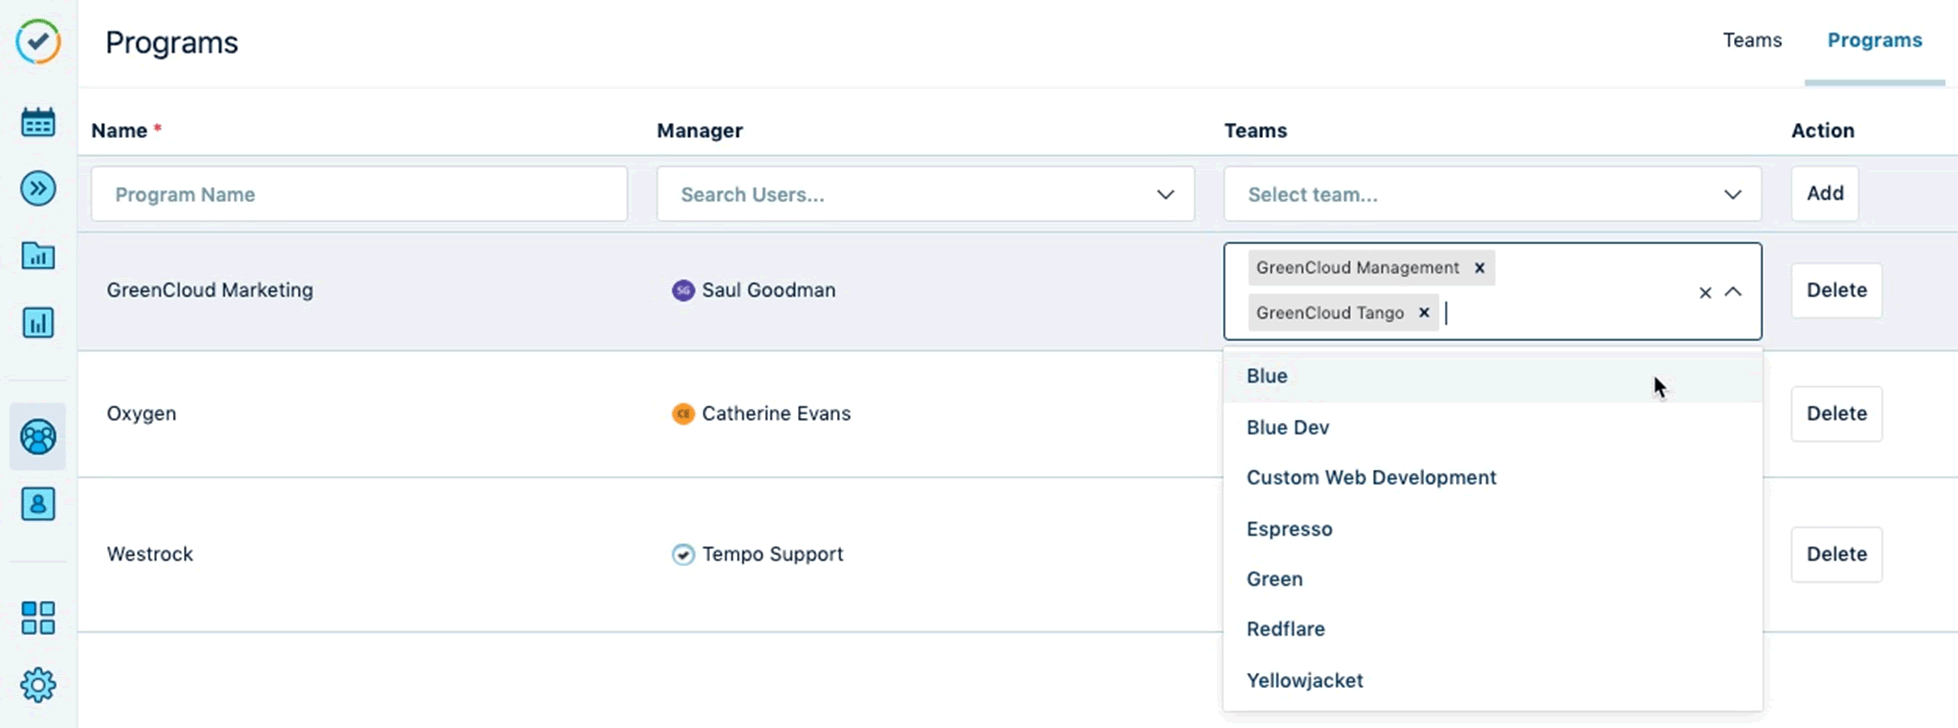 Programs
Teams Programs
Name * Manager Teams Action
Program Name Search Users... Select team... Add
GreenCloud Marketing SG Saul Goodman GreenCloud Management × Delete
GreenCloud Tango ×
Blue
Oxygen CE Catherine Evans Blue Dev Delete
Custom Web Development
Espresso
Westrock Tempo Support Green Delete
Redflare
Yellowjacket